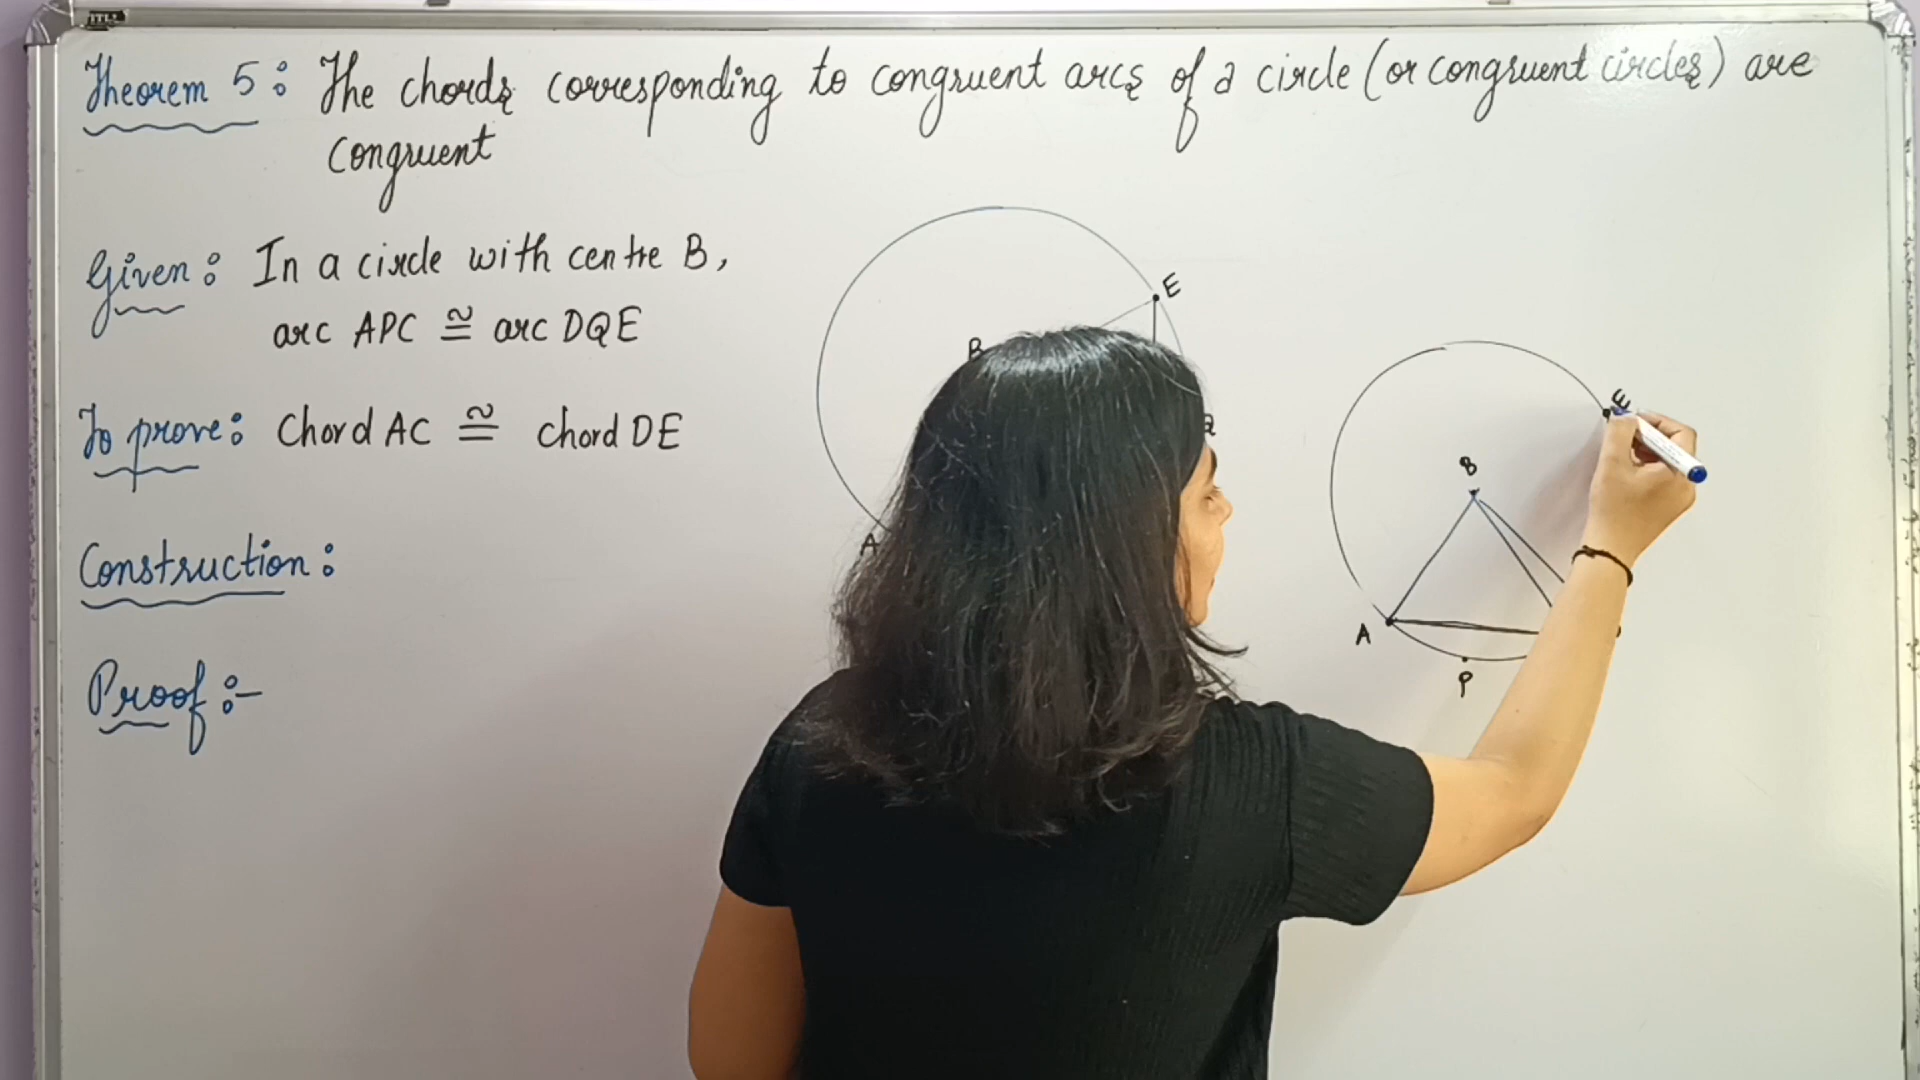 Theorem 5: The chords corresponding to congruent arcs of a circle (or congruent circles) are
congruent
Given: In a circle with centre B,
arc APC ≅ arc DQE
To prove: Chord AC ≅ chord DE
Construction:
Proof:-
E
B
Q
A
E
B
A
P